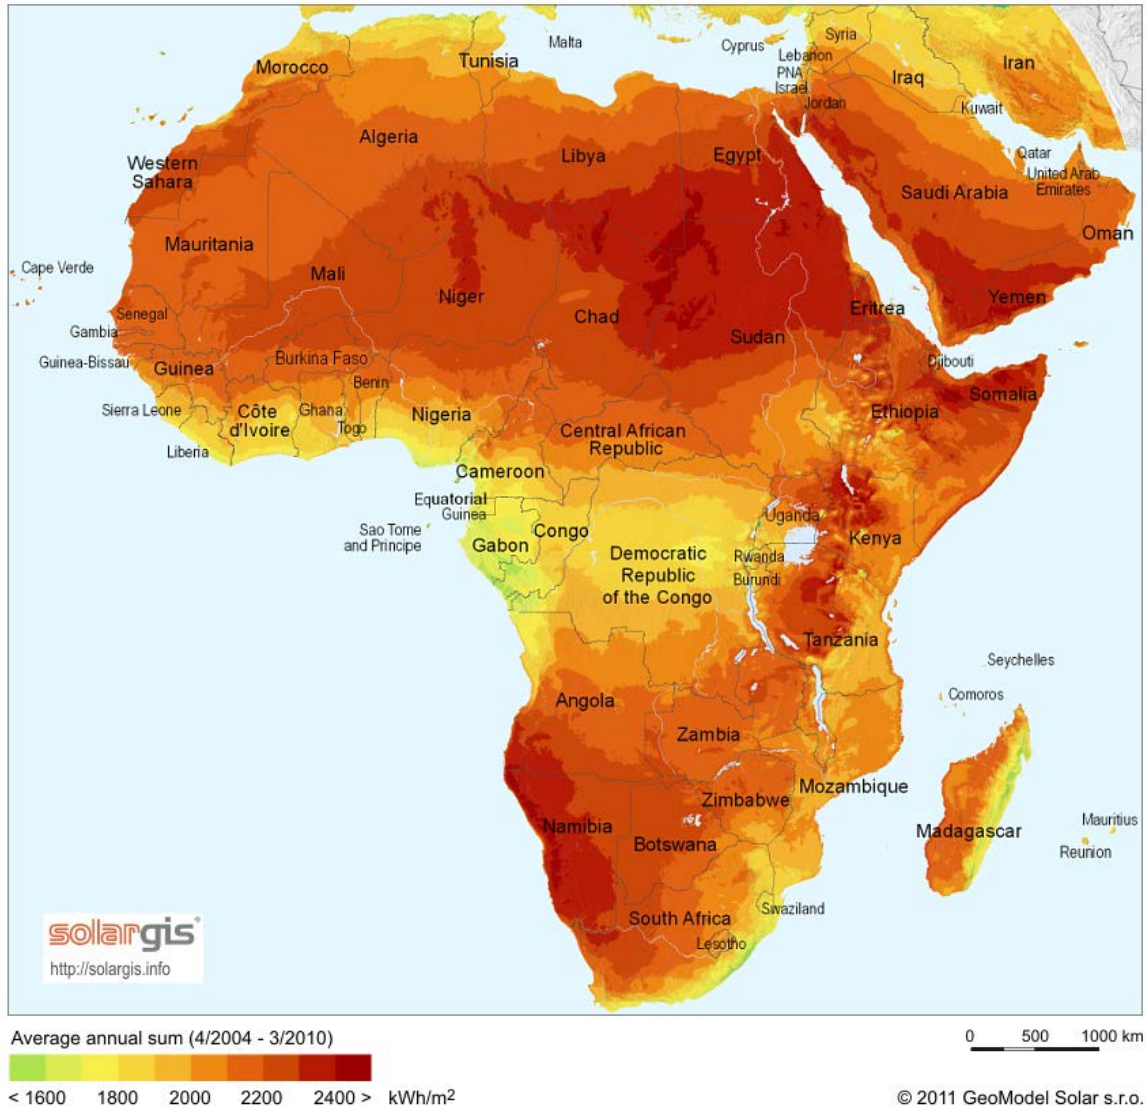 Malta
Cyprus
Syria
Lebanon
PNA
Israel
Jordan
Iraq
Iran
Kuwait
Morocco
Tunisia
Algeria
Libya
Egypt
Qatar
United Arab
Emirates
Saudi Arabia
Oman
Western
Sahara
Mauritania
Mali
Niger
Chad
Sudan
Eritrea
Yemen
Cape Verde
Senegal
Gambia
Guinea-Bissau
Guinea
Burkina Faso
Benin
Djibouti
Somalia
Ethiopia
Sierra Leone
Liberia
Côte
d'Ivoire
Ghana
Togo
Nigeria
Central African
Republic
Cameroon
Equatorial
Guinea
Sao Tome
and Principe
Gabon
Congo
Democratic
Republic
of the Congo
Uganda
Kenya
Rwanda
Burundi
Tanzania
Seychelles
Comoros
Angola
Zambia
Mozambique
Zimbabwe
Namibia
Botswana
Madagascar
Mauritius
Reunion
South Africa
Swaziland
Lesotho
solargis
http://solargis.info
Average annual sum (4/2004 - 3/2010)
< 1600 1800 2000 2200 2400 > kWh/m2
0 500 1000 km
© 2011 GeoModel Solar s.r.o.